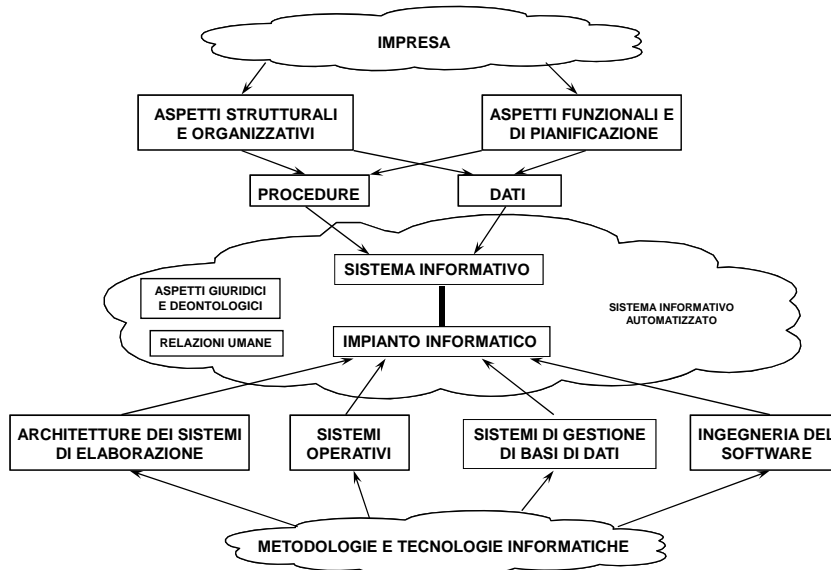 IMPRESA
ASPETTI STRUTTURALI
E ORGANIZZATIVI
ASPETTI FUNZIONALI E
DI PIANIFICAZIONE
PROCEDURE
DATI
SISTEMA INFORMATIVO
ASPETTI GIURIDICI
E DEONTOLOGICI
SISTEMA INFORMATIVO
AUTOMATIZZATO
RELAZIONI UMANE
IMPIANTO INFORMATICO
ARCHITETTURE DEI SISTEMI
DI ELABORAZIONE
SISTEMI
OPERATIVI
SISTEMI DI GESTIONE
DI BASI DI DATI
INGEGNERIA DEL
SOFTWARE
METODOLOGIE E TECNOLOGIE INFORMATICHE